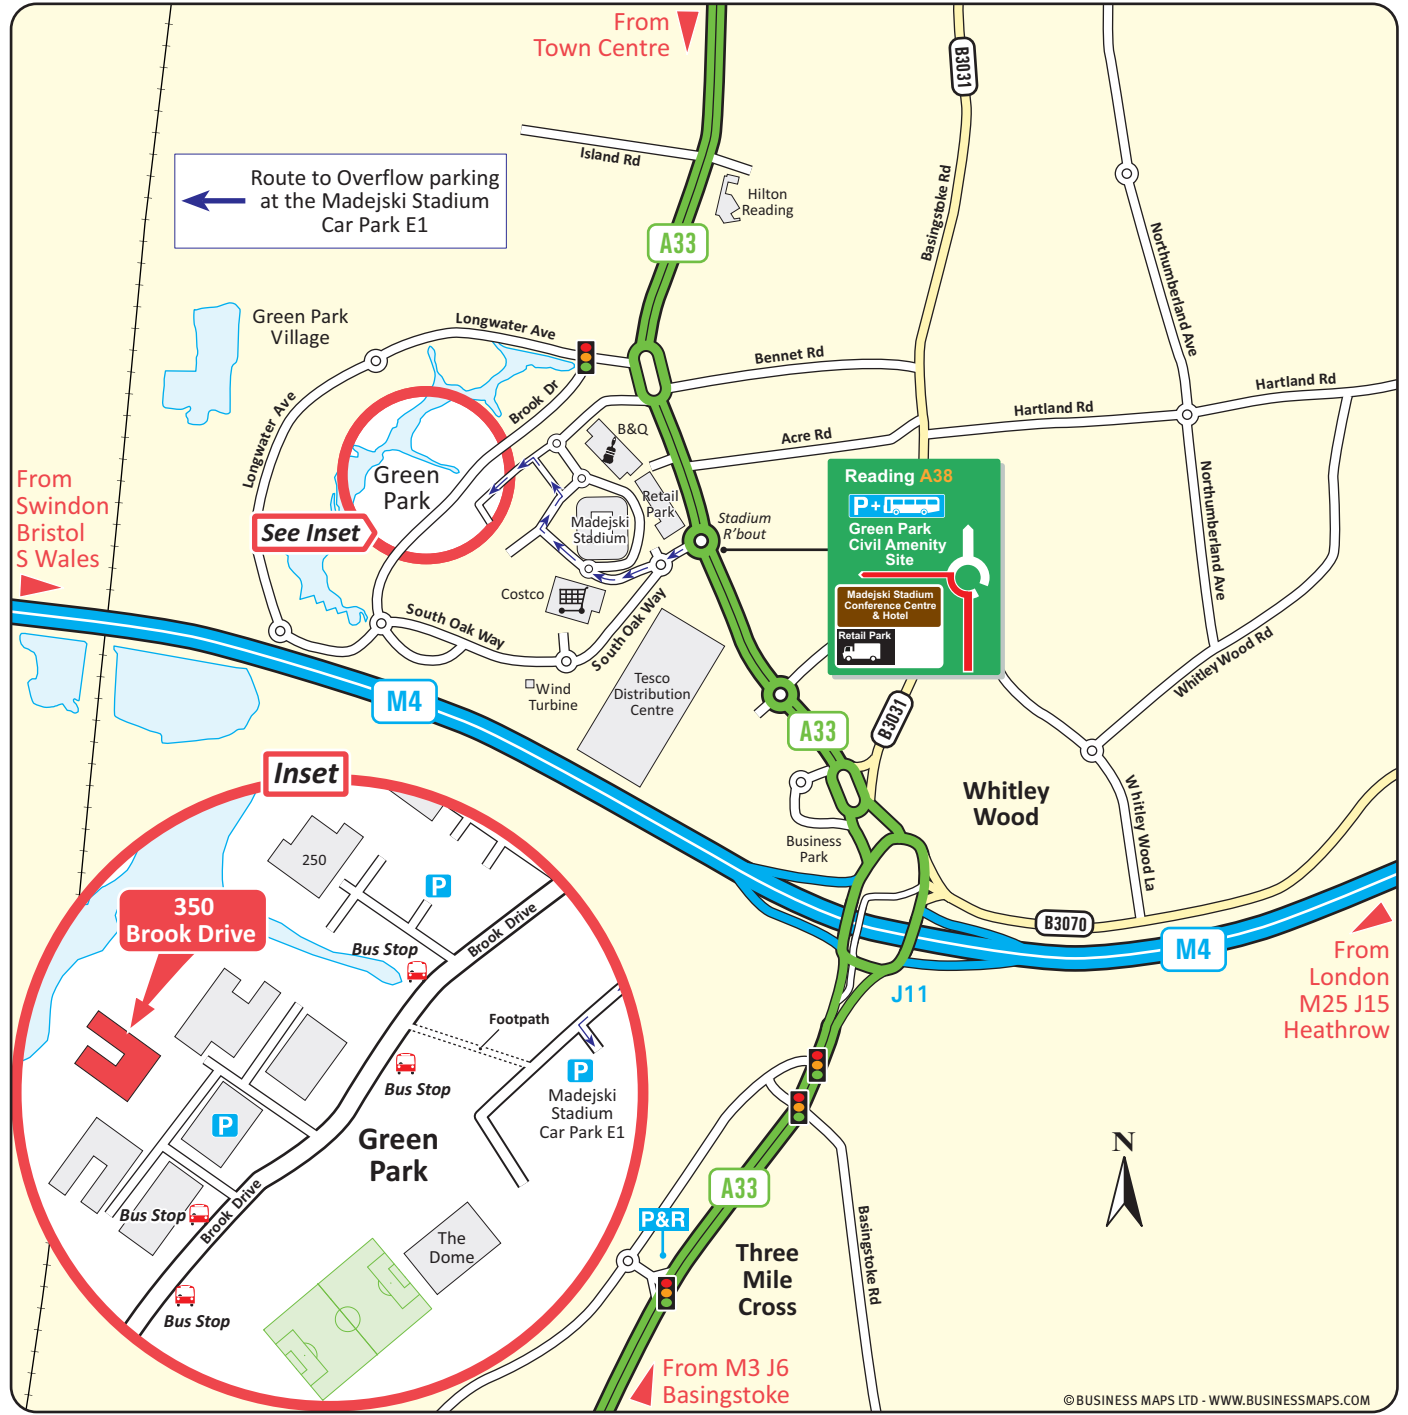 From
Town Centre
B3031
Island Rd
Route to Overflow parking
at the Madejski Stadium
Car Park E1
Hilton
Reading
Basingstoke Rd
A33
Northumberland Ave
Green Park
Village
Longwater Ave
Bennet Rd
Hartland Rd
Hartland Rd
Longwater Ave
Brook Dr
B&Q
Acre Rd
Green
Park
From
Swindon
Bristol
S Wales
See Inset
Retail
Park
Madejski
Stadium
Stadium
R'bout
Reading A38
P+
Green Park
Civil Amenity
Site
Madejski Stadium
Conference Centre
& Hotel
Retail Park
Northumberland Ave
Costco
South Oak Way
South Oak Way
Whitley Wood Rd
Wind
Turbine
Tesco
Distribution
Centre
M4
A33
B3031
Inset
Whitley
Wood
Whitley Wood La
Business
Park
250
P
350
Brook Drive
Bus Stop
Brook Drive
B3070
M4
From
London
M25 J15
Heathrow
J11
Footpath
P
Madejski
Stadium
Car Park E1
Bus Stop
P
Green
Park
N
A33
Bus Stop
Brook Drive
P&R
Basingstoke Rd
The
Dome
Three
Mile
Cross
Bus Stop
From M3 J6
Basingstoke
©BUSINESS MAPS LTD - WWW.BUSINESSMAPS.COM